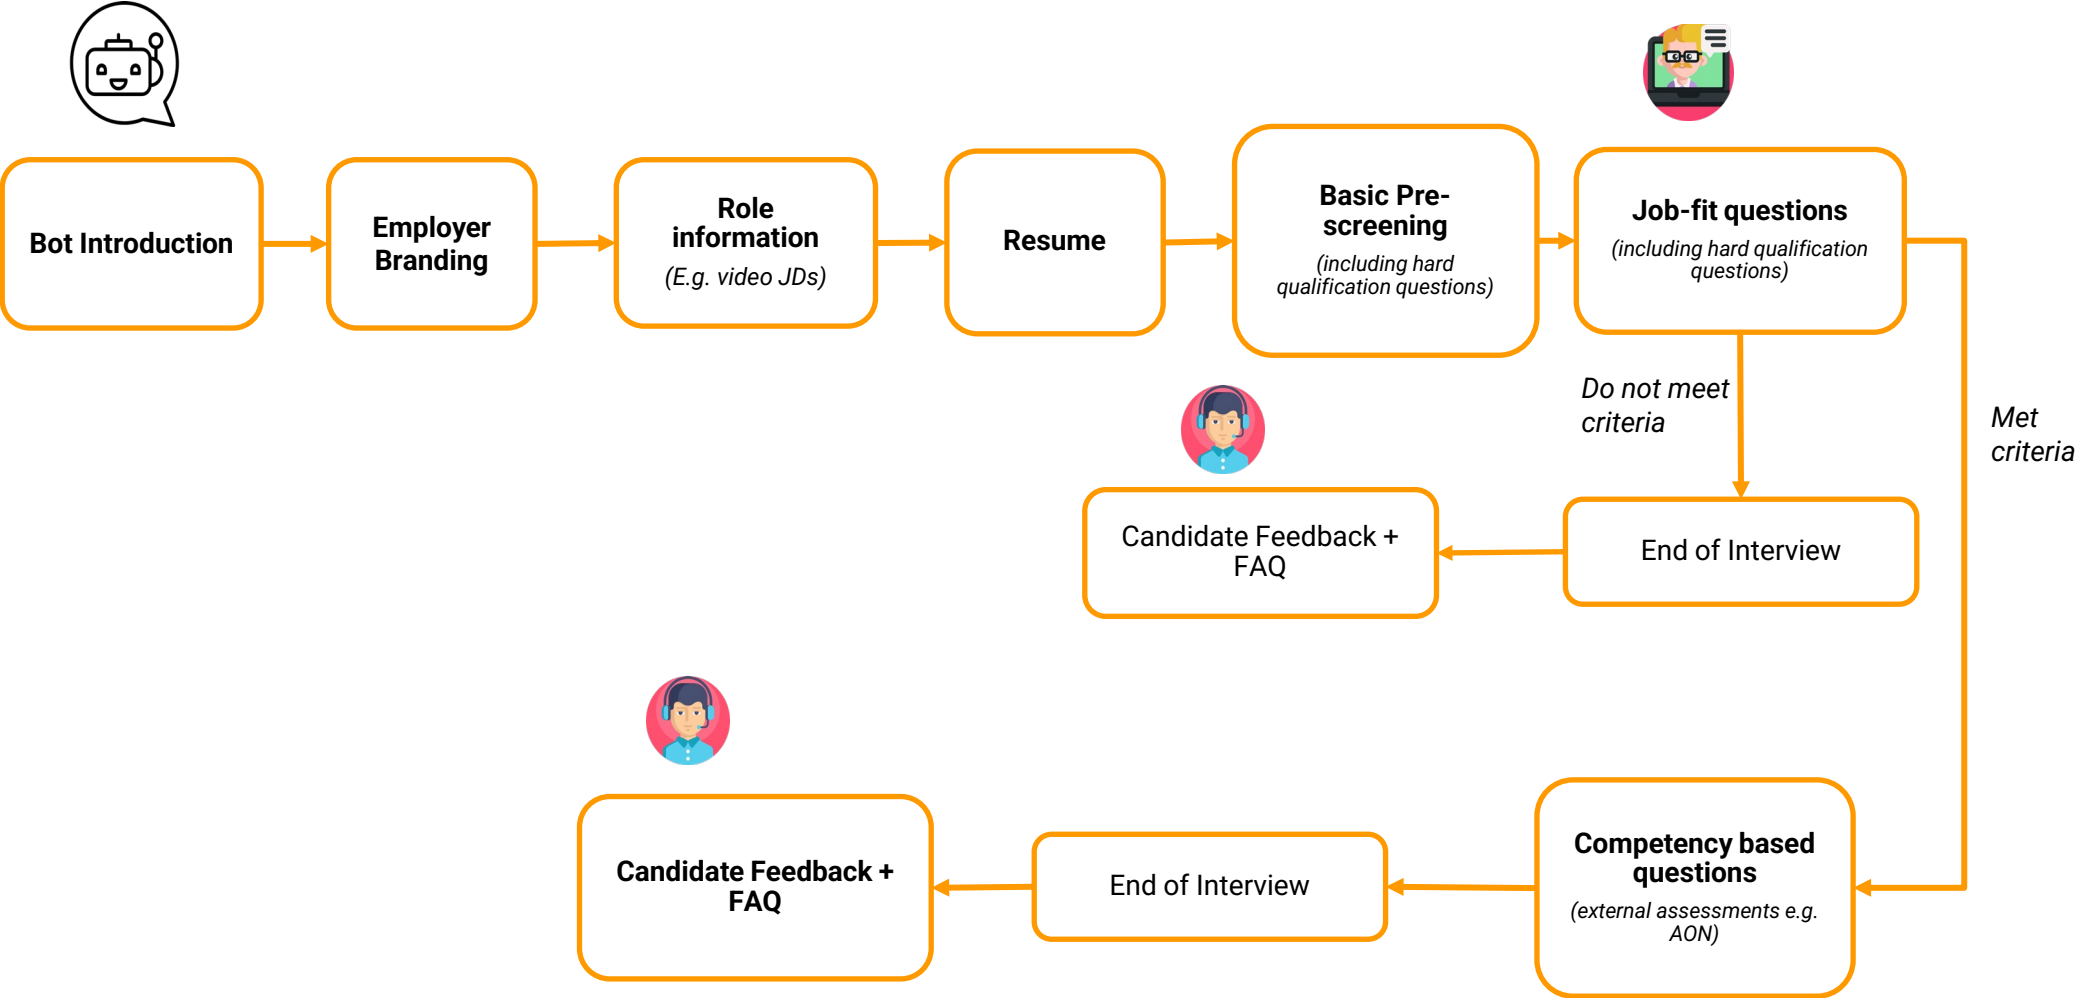 Bot Introduction
Employer
Branding
Role
information
(E.g. video JDs)
Resume
Basic Pre-
screening
(including hard
qualification questions)
Job-fit questions
(including hard qualification
questions)
Do not meet
criteria
Met
criteria
Candidate Feedback +
FAQ
End of Interview
Candidate Feedback +
FAQ
End of Interview
Competency based
questions
(external assessments e.g.
AON)